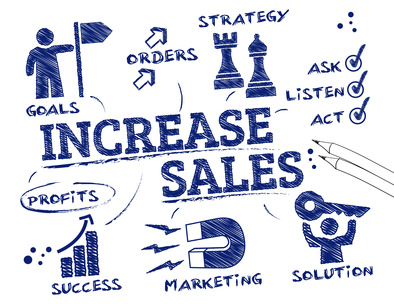 STRATEGY
ORDERS
ASK
LISTEN
ACT
GOALS
INCREASE
SALES
PROFITS
SUCCESS
MARKETING
SOLUTION